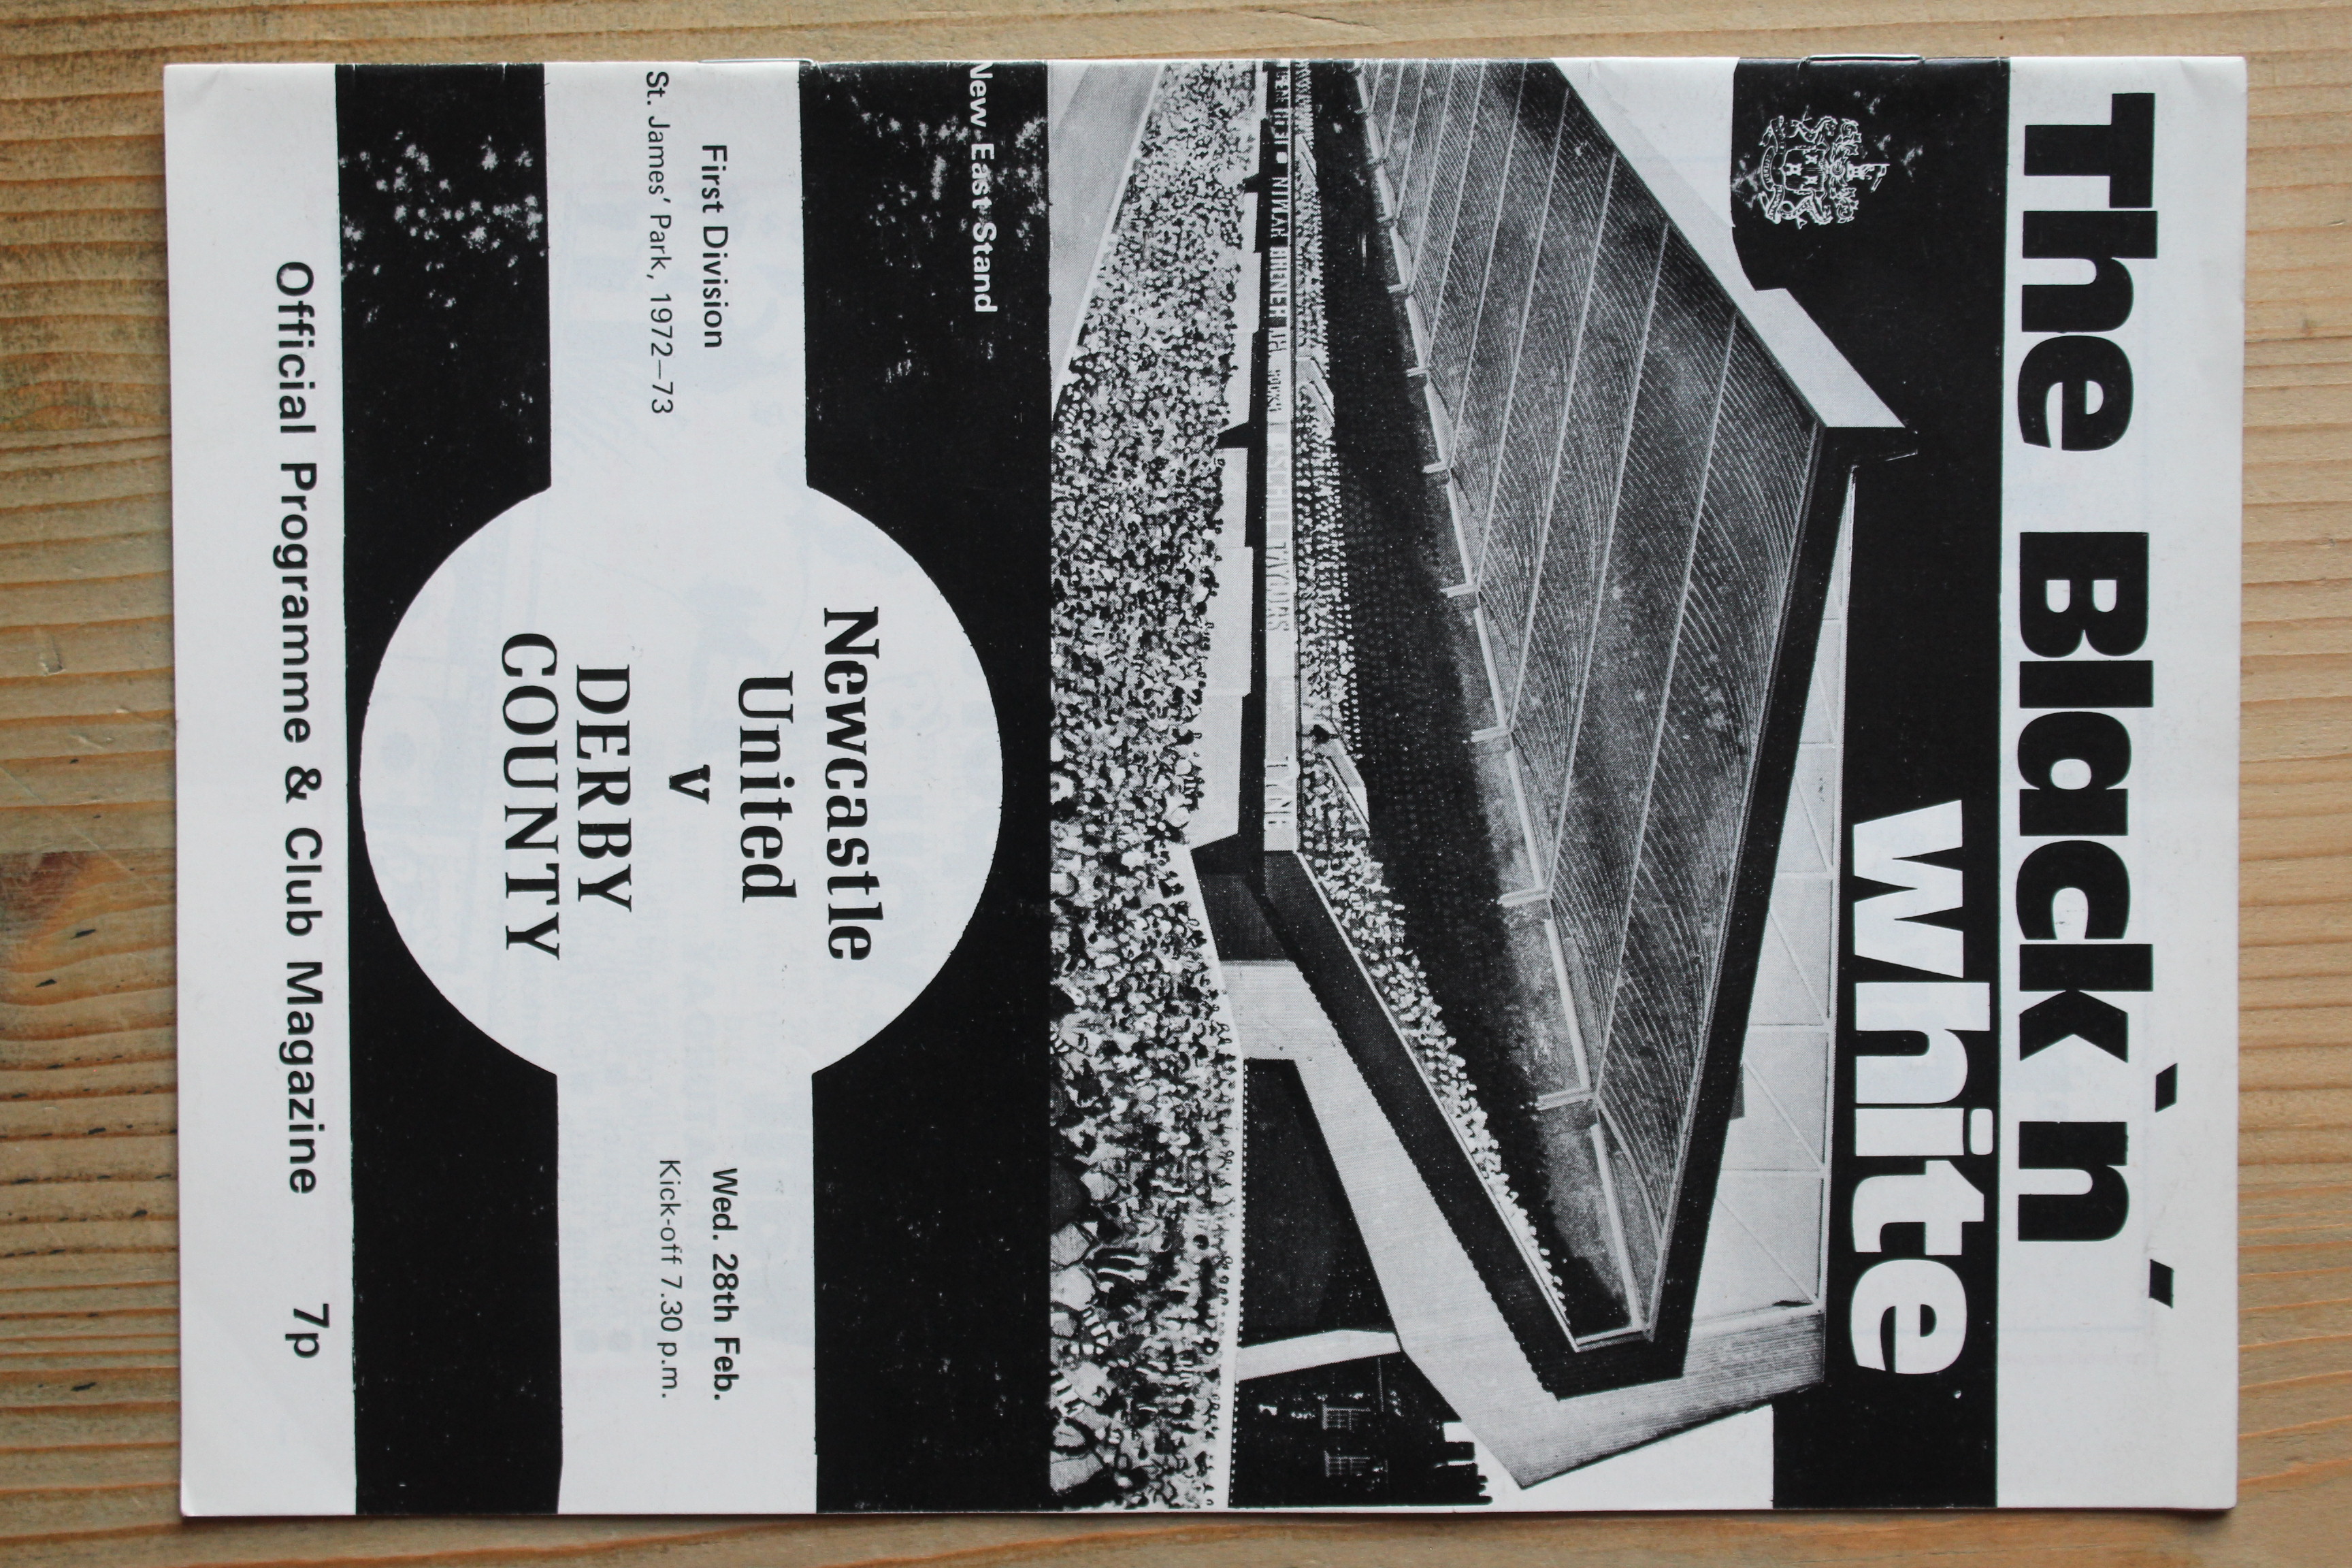 The Black `n´
white
New East Stand
First Division
St. James' Park, 1972–73
Newcastle
United
v
DERBY
COUNTY
Wed. 28th Feb.
Kick-off 7.30 p.m.
Official Programme & Club Magazine 7p